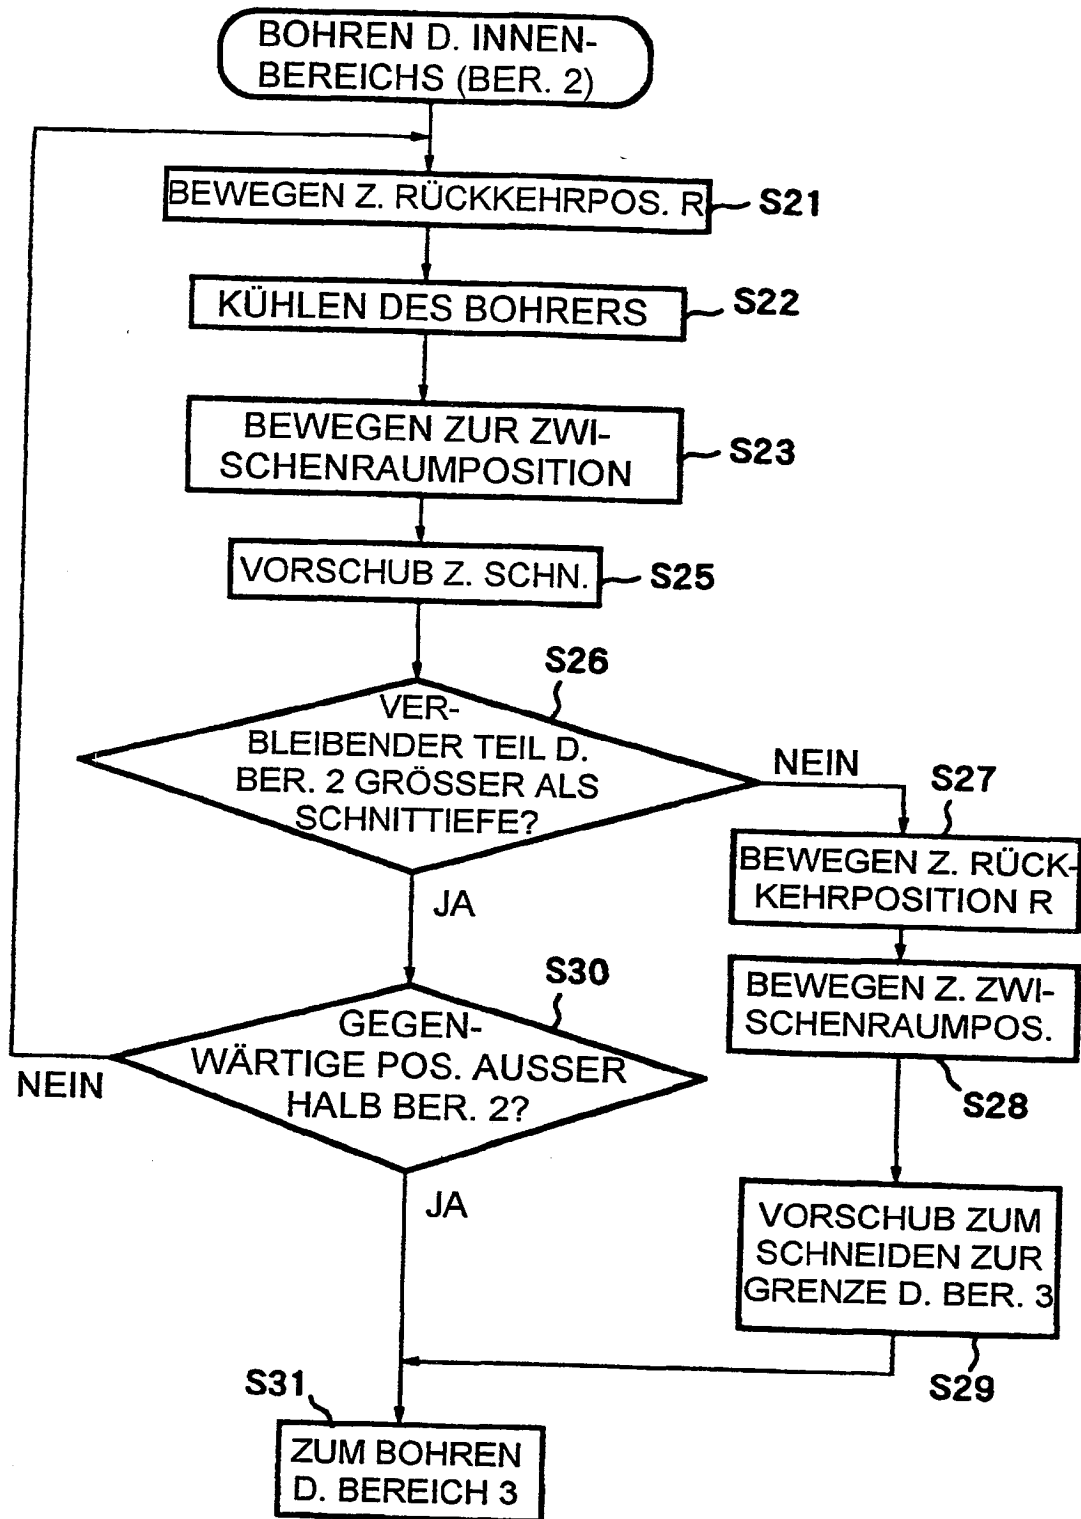 BOHREN D. INNEN-
BEREICHS (BER. 2)
BEWEGEN Z. RÜCKKEHRPOS. R
S21
KÜHLEN DES BOHRERS
S22
BEWEGEN ZUR ZWI-
SCHENRAUMPOSITION
S23
VORSCHUB Z. SCHN.
S25
S26
VER-
BLEIBENDER TEIL D.
BER. 2 GRÖSSER ALS
SCHNITTIEFE?
NEIN
JA
S27
BEWEGEN Z. RÜCK-
KEHRPOSITION R
BEWEGEN Z. ZWI-
SCHENRAUMPOS.
S28
S30
GEGEN-
WÄRTIGE POS. AUSSER
HALB BER. 2?
NEIN
JA
VORSCHUB ZUM
SCHNEIDEN ZUR
GRENZE D. BER. 3
S29
S31
ZUM BOHREN
D. BEREICH 3